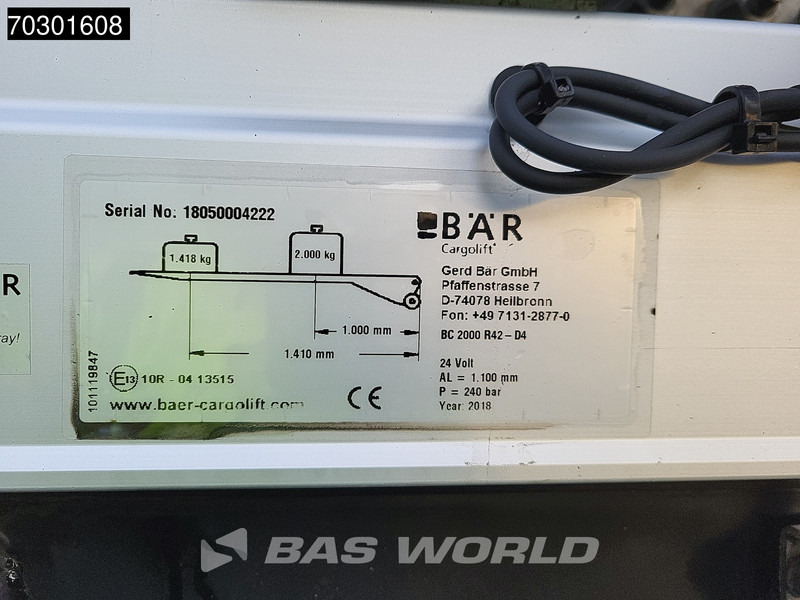 70301608
Serial No: 18050004222
1.418 kg
2.000 kg
1.000 mm
1.410 mm
101119847
E13 10R - 04 13515
www.baer-cargolift.com
CE
BÄR
Cargolift
Gerd Bär GmbH
Pfaffenstrasse 7
D-74078 Heilbronn
Fon: +49 7131-2877-0
BC 2000 R42-D4
24 Volt
AL = 1.100 mm
P = 240 bar
Year: 2018
R
BAS WORLD